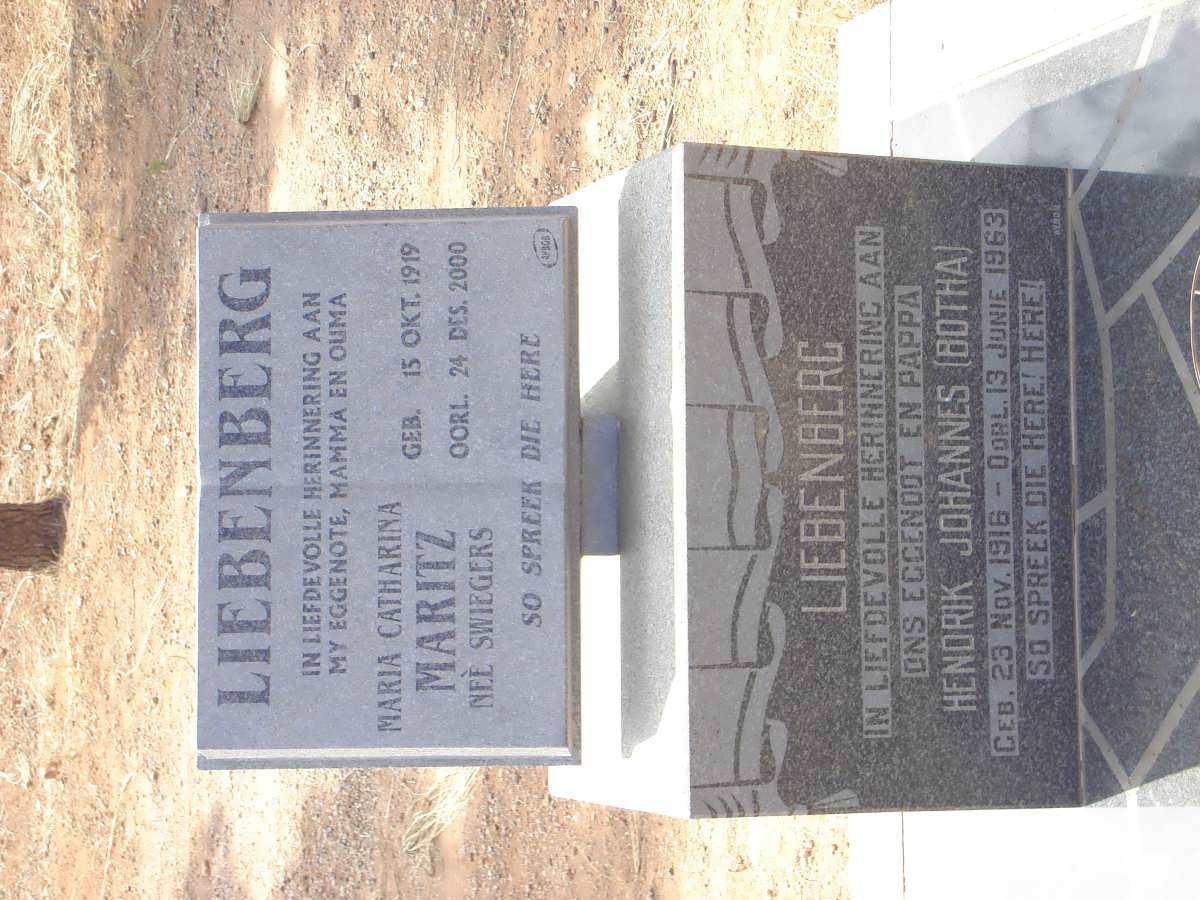 LIEBENBERG
IN LIEFDEVOLLE HERINNERING AAN
MY EGGENOTE, MAMMA EN OUMA
MARIA CATHARINA GEB. 15 OKT. 1919
MARITZ OORL. 24 DES. 2000
NEÈ SWIEGERS
SO SPREEK DIE HERE
LIEBENBERG
IN LIEFDEVOLLE HERINNERING AAN
ONS EGGENOOT EN PAPPA
HENDRIK JOHANNES (BOTHA)
GEB. 23 NOV. 1916 – OORL. 13 JUNE 1963
SO SPREEK DIE HERE! HERE!